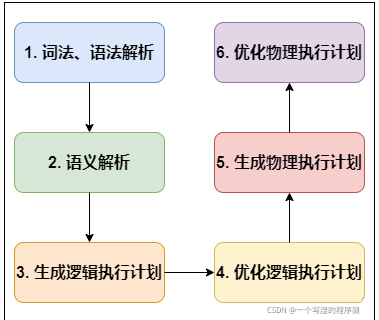 1. 词法、语法解析
2. 语义解析
3. 生成逻辑执行计划
4. 优化逻辑执行计划
5. 生成物理执行计划
6. 优化物理执行计划
CSDN @一个写湿的程序猿